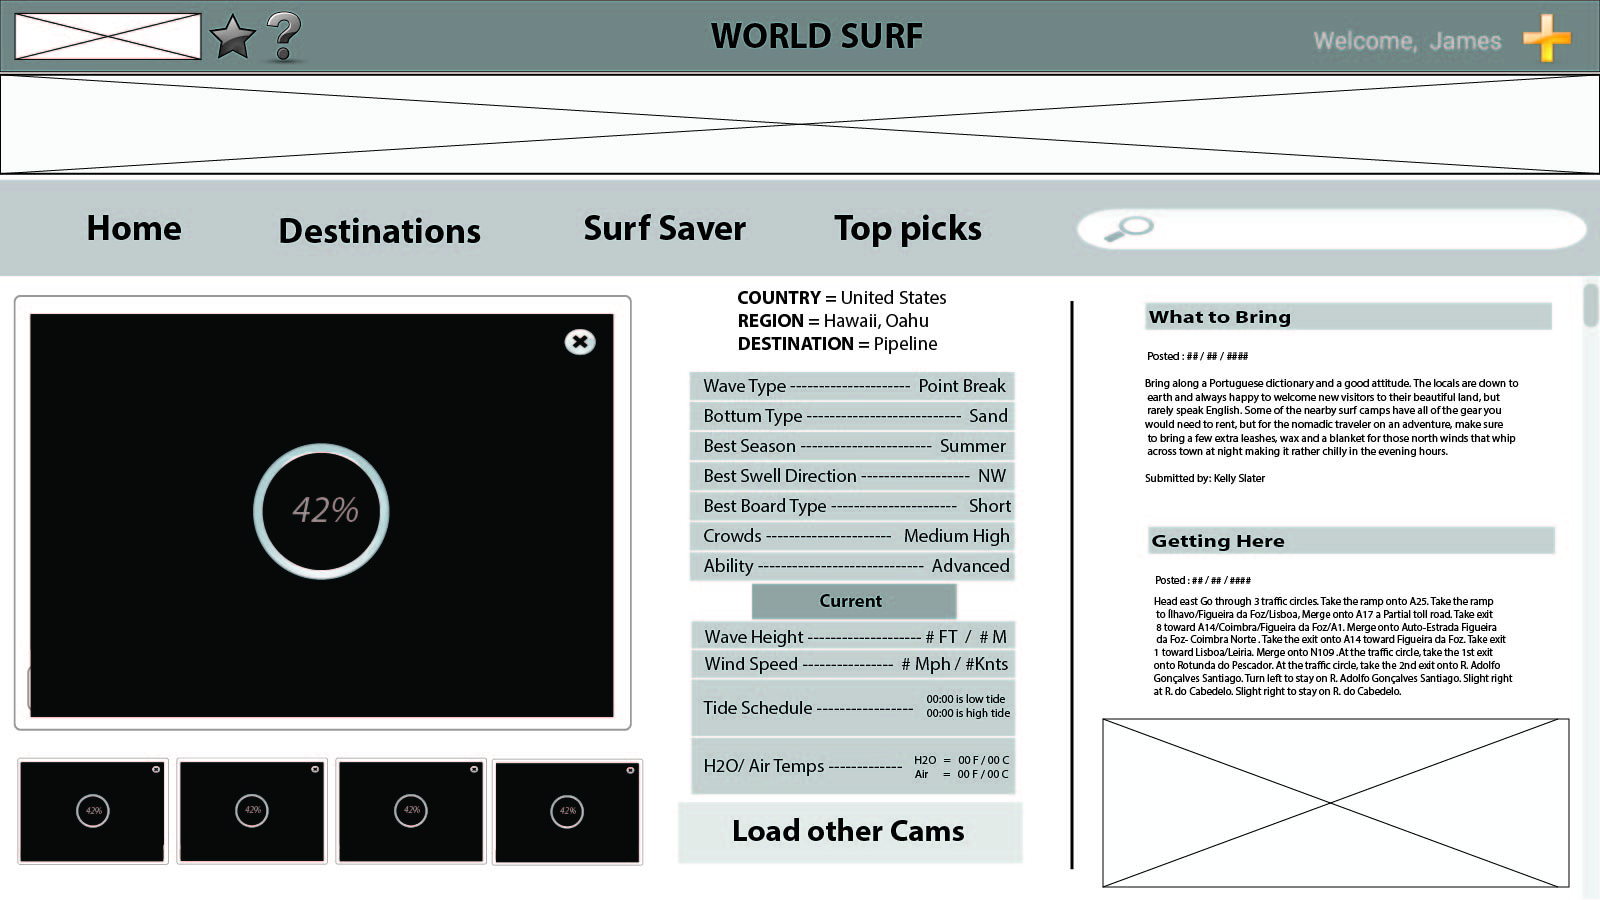 WORLD SURF
Welcome, James
Home
Destinations
Surf Saver
Top picks
42%
42%
42%
42%
42%
COUNTRY = United States
REGION = Hawaii, Oahu
DESTINATION = Pipeline
Wave Type --------------------- Point Break
Bottum Type --------------------------- Sand
Best Season ----------------------- Summer
Best Swell Direction ------------------- NW
Best Board Type ---------------------- Short
Crowds ---------------------- Medium High
Ability ----------------------------- Advanced
Current
Wave Height -------------------- # FT / # M
Wind Speed ---------------- # Mph / #Knts
Tide Schedule -----------------
00:00 is low tide
00:00 is high tide
H2O/ Air Temps -------------
H2O = 00 F / 00 C
Air = 00 F / 00 C
Load other Cams
What to Bring
Posted : ## / ## / ####
Bring along a Portuguese dictionary and a good attitude. The locals are down to
earth and always happy to welcome new visitors to their beautiful land, but
rarely speak English. Some of the nearby surf camps have all of the gear you
would need to rent, but for the nomadic traveler on an adventure, make sure
to bring a few extra leashes, wax and a blanket for those north winds that whip
across town at night making it rather chilly in the evening hours.
Submitted by: Kelly Slater
Getting Here
Posted : ## / ## / ####
Head east Go through 3 traffic circles. Take the ramp onto A25. Take the ramp
to Ílhavo/Figueira da Foz/Lisboa, Merge onto A17 a Partial toll road. Take exit
8 toward A14/Coimbra/Figueira da Foz/A1. Merge onto Auto-Estrada Figueira
da Foz- Coimbra Norte . Take the exit onto A14 toward Figueira da Foz. Take exit
1 toward Lisboa/Leiria. Merge onto N109 .At the traffic circle, take the 1st exit
onto Rotunda do Pescador. At the traffic circle, take the 2nd exit onto R. Adolfo
Gonçalves Santiago. Turn left to stay on R. Adolfo Gonçalves Santiago. Slight right
at R. do Cabedelo. Slight right to stay on R. do Cabedelo.